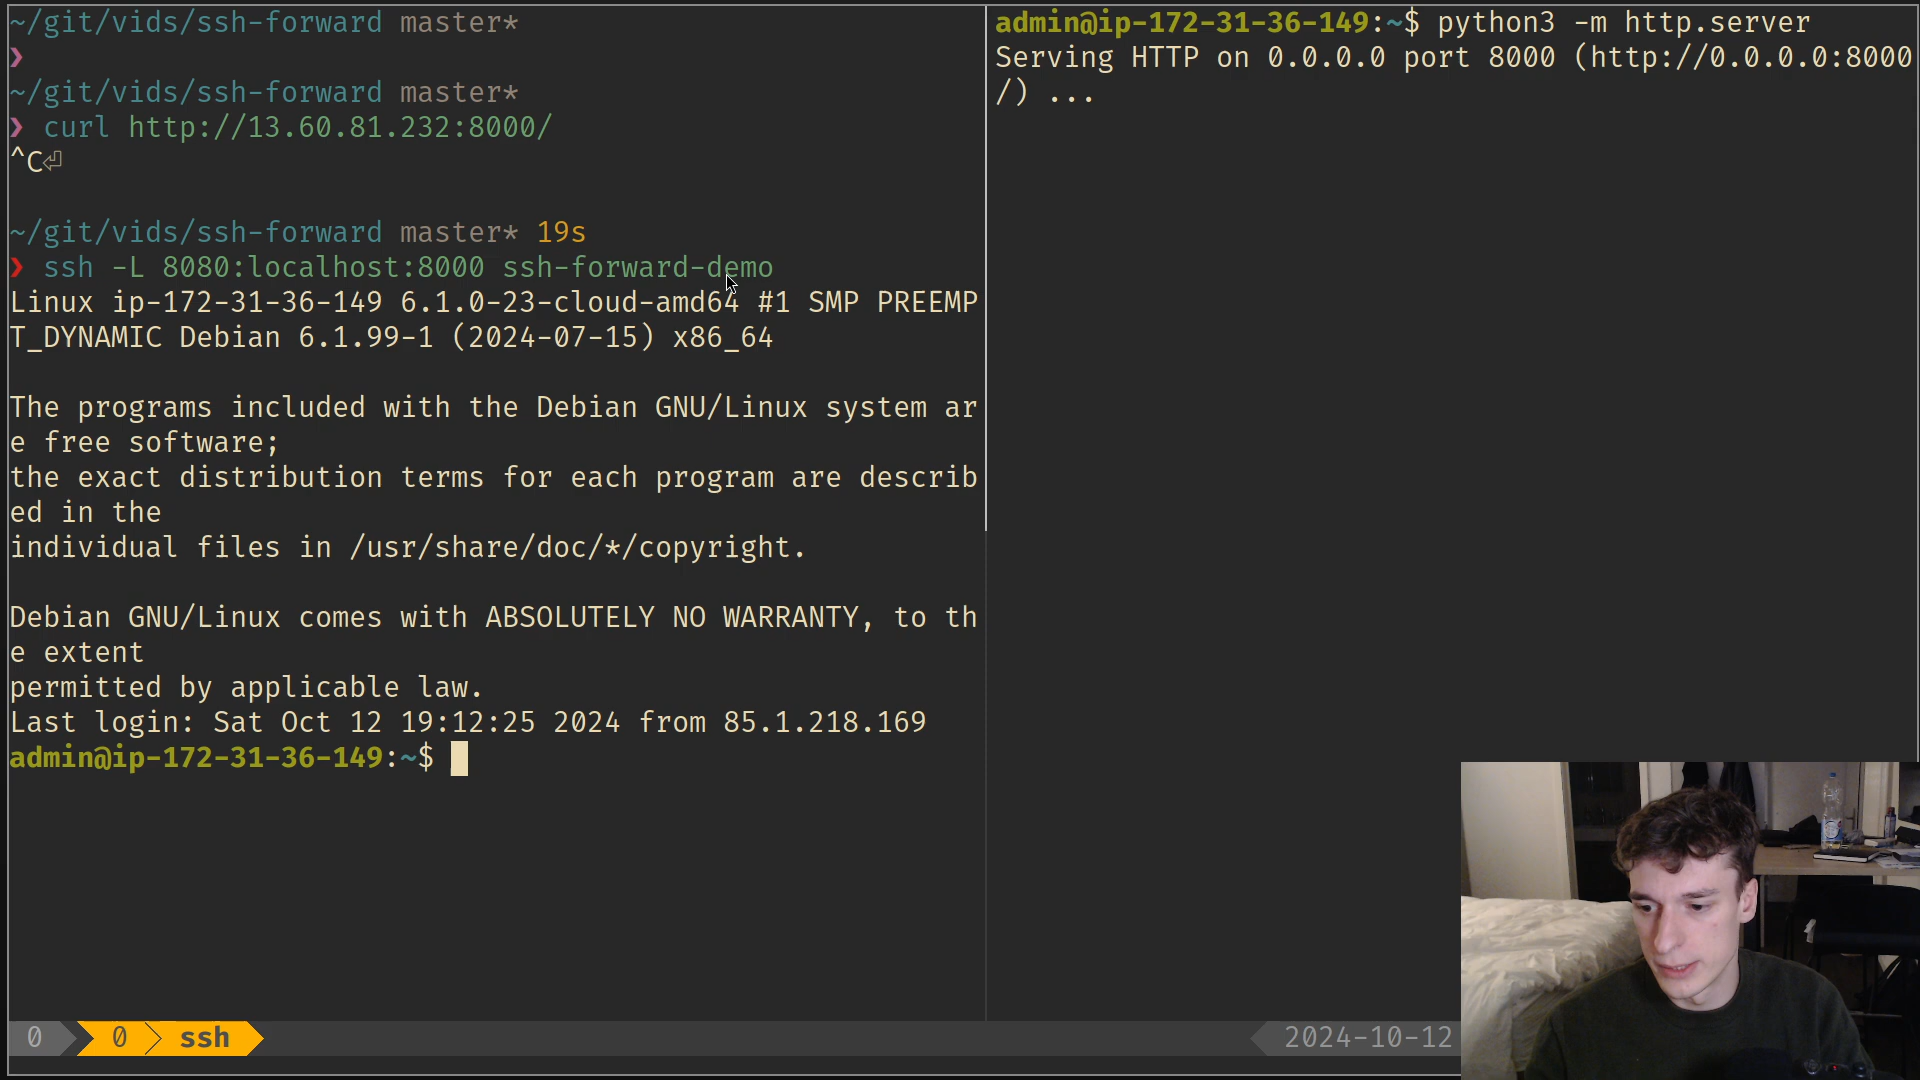 ~/git/vids/ssh-forward master*
❯
~/git/vids/ssh-forward master*
❯ curl http://13.60.81.232:8000/
^C⏎
~/git/vids/ssh-forward master* 19s
❯ ssh -L 8080:localhost:8000 ssh-forward-demo
Linux ip-172-31-36-149 6.1.0-23-cloud-amd64 #1 SMP PREEMP
T_DYNAMIC Debian 6.1.99-1 (2024-07-15) x86_64
The programs included with the Debian GNU/Linux system ar
e free software;
the exact distribution terms for each program are describ
ed in the
individual files in /usr/share/doc/*/copyright.
Debian GNU/Linux comes with ABSOLUTELY NO WARRANTY, to th
e extent
permitted by applicable law.
Last login: Sat Oct 12 19:12:25 2024 from 85.1.218.169
admin@ip-172-31-36-149:~$
admin@ip-172-31-36-149:~$ python3 -m http.server
Serving HTTP on 0.0.0.0 port 8000 (http://0.0.0.0:8000
/) ...
0 0 ssh
2024-10-12